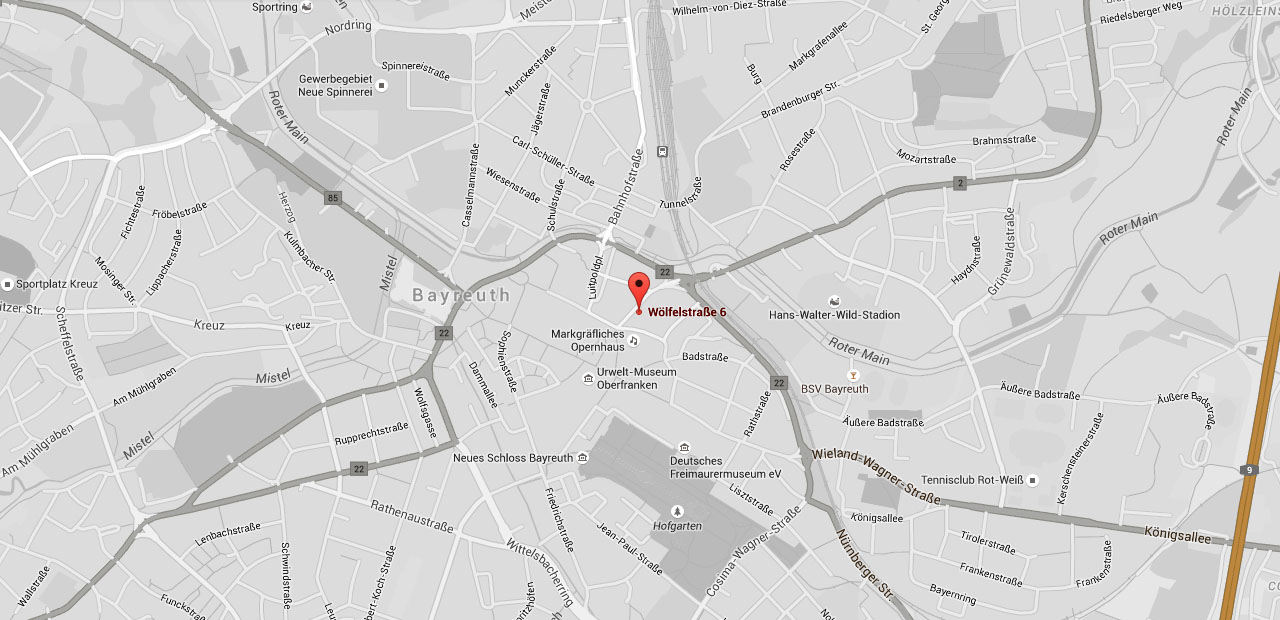 Sportring
Nordring
Wilhelm-von-Diez-Straße
Riedelsberger Weg
Spinnereistraße
Munckerstraße
Markgrafenallee
Burg
Gewerbegebiet
Neue Spinnerei
Roter Main
Jägerstraße
Brandenburger Str.
Roter Main
Carl-Schüller-Straße
Rosestraße
Brahmsstraße
Mozartstraße
Casselmannstraße
Wiesenstraße
Schulstraße
Bahnhofstraße
Tunnelstraße
2
85
Fichtestraße
Fröbelstraße
Herzog
Kulmbacher Str.
Lippacherstraße
Mosinger Str.
Mistel
Luitpoldpl.
22
Haydnstraße
Grünewaldstraße
Roter Main
Sportplatz Kreuz
Bayreuth
Wölfelstraße 6
Hans-Walter-Wild-Stadion
itzer Str.
Scheffelstraße
Kreuz
Kreuz
22
Markgräfliches
Opernhaus
Sophienstraße
Dammallee
Badstraße
Roter Main
Urwelt-Museum
Oberfranken
22
BSV Bayreuth
Mistel
Am Mühlgraben
Äußere Badstraße
Äußere Badstraße
Wolfsgasse
Rathstraße
Äußere Badstraße
Am Mühlgraben
Mistel
Rupprechtstraße
22
Neues Schloss Bayreuth
Deutsches
Freimaurermuseum eV
Wieland-Wagner-Straße
Tennisclub Rot-Weiß
Kerschensteinerstraße
9
Lisztstraße
Friedrichstraße
Rathenaustraße
Hofgarten
Königsallee
Königsallee
Lenbachstraße
Jean-Paul-Straße
Cosima-Wagner-Straße
Nürnberger Str.
Tirolerstraße
Wittelsbacherring
Schwindstraße
Frankenstraße
Frankenstraße
Bayernring
Wallstraße